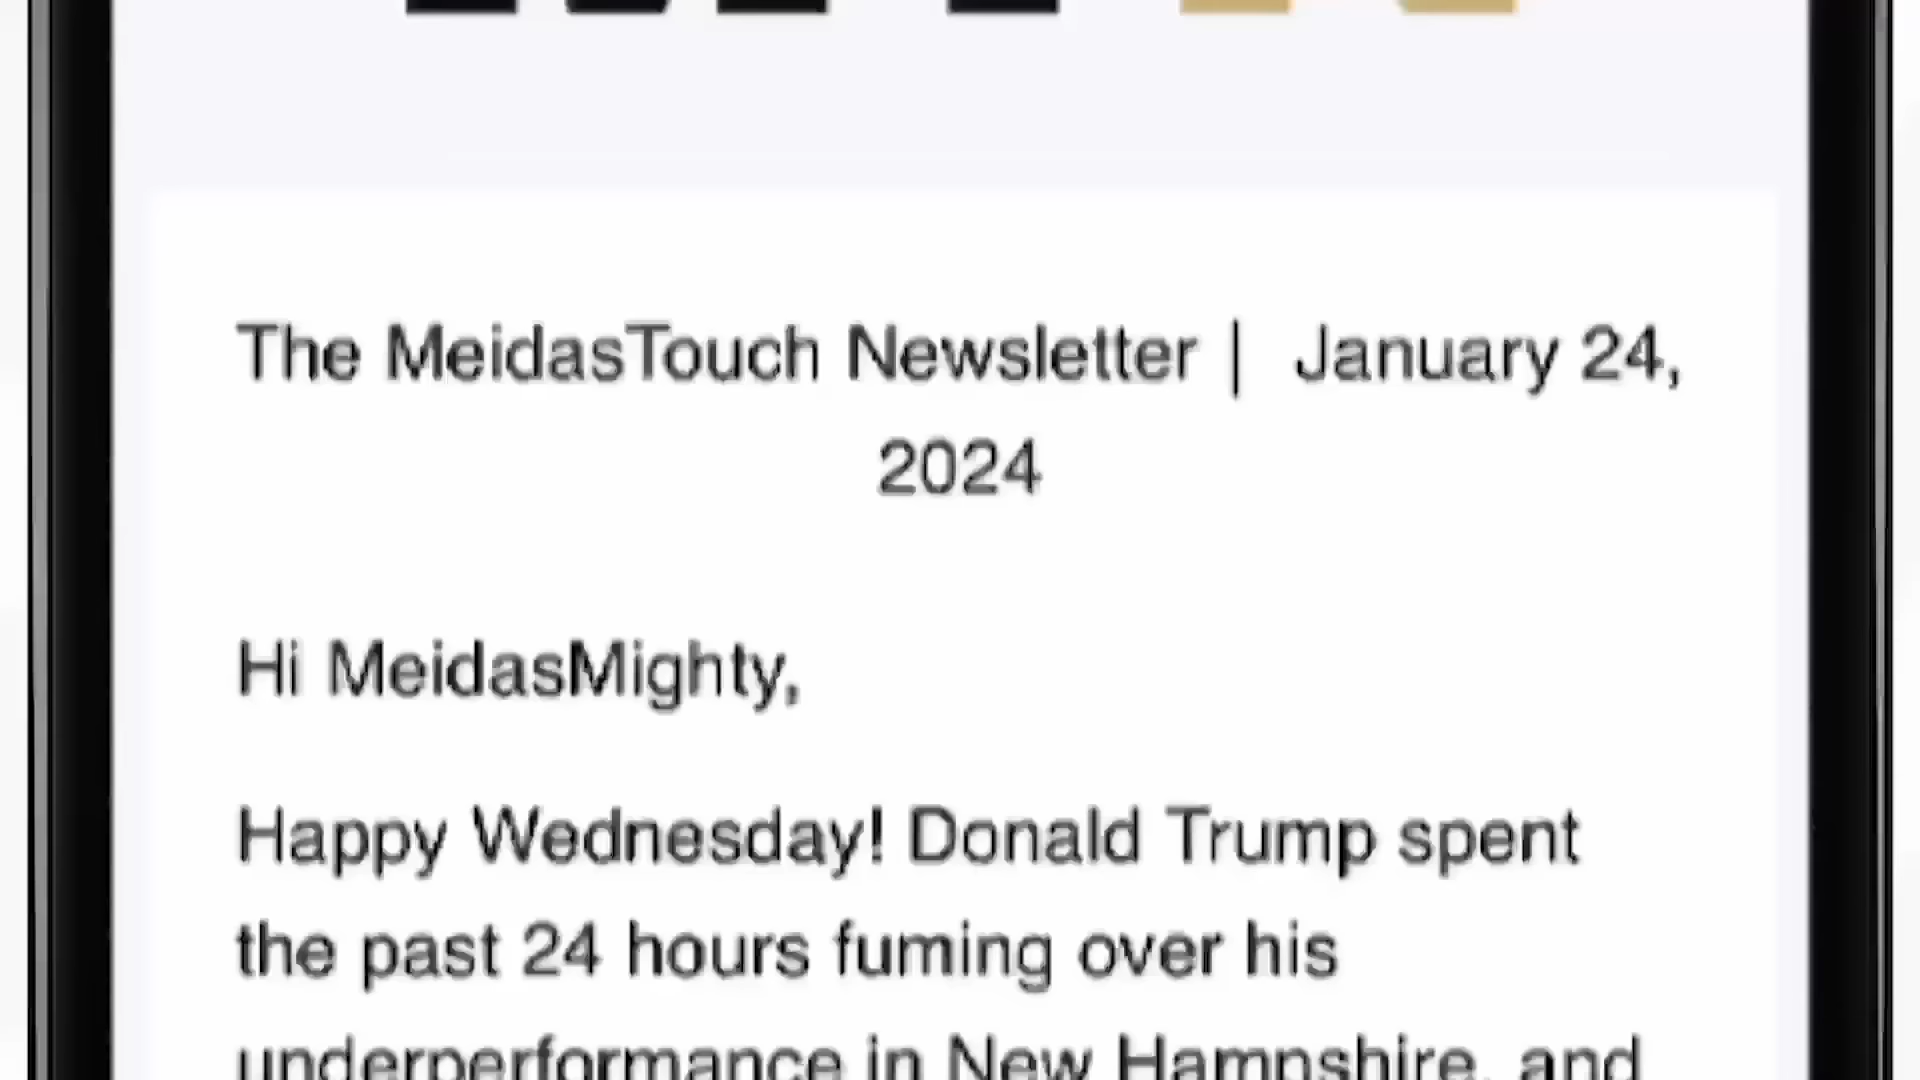 The MeidasTouch Newsletter | January 24,
2024
Hi MeidasMighty,
Happy Wednesday! Donald Trump spent
the past 24 hours fuming over his
underperformance in New Hampshire, and